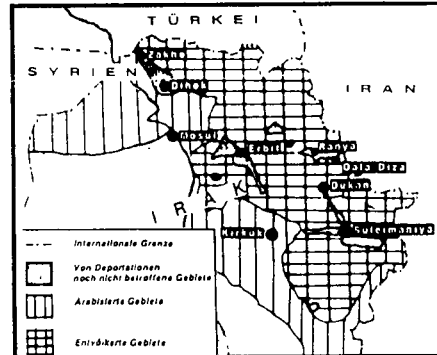 TÜRKEI
SYRIEN
IRAN
Zakho
Dihok
Mosul
Erbil
Ranya
Qala Diza
Dukan
IRAK
Kirkuk
Suleimaniya
Internationale Grenze
Von Deportationen
noch nicht betroffene Gebiete
Arabisierte Gebiete
Entvölkerte Gebiete